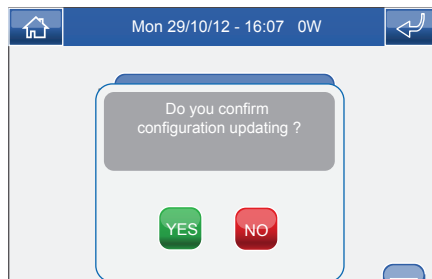 Mon 29/10/12 - 16:07 0W
Do you confirm
configuration updating ?
YES NO